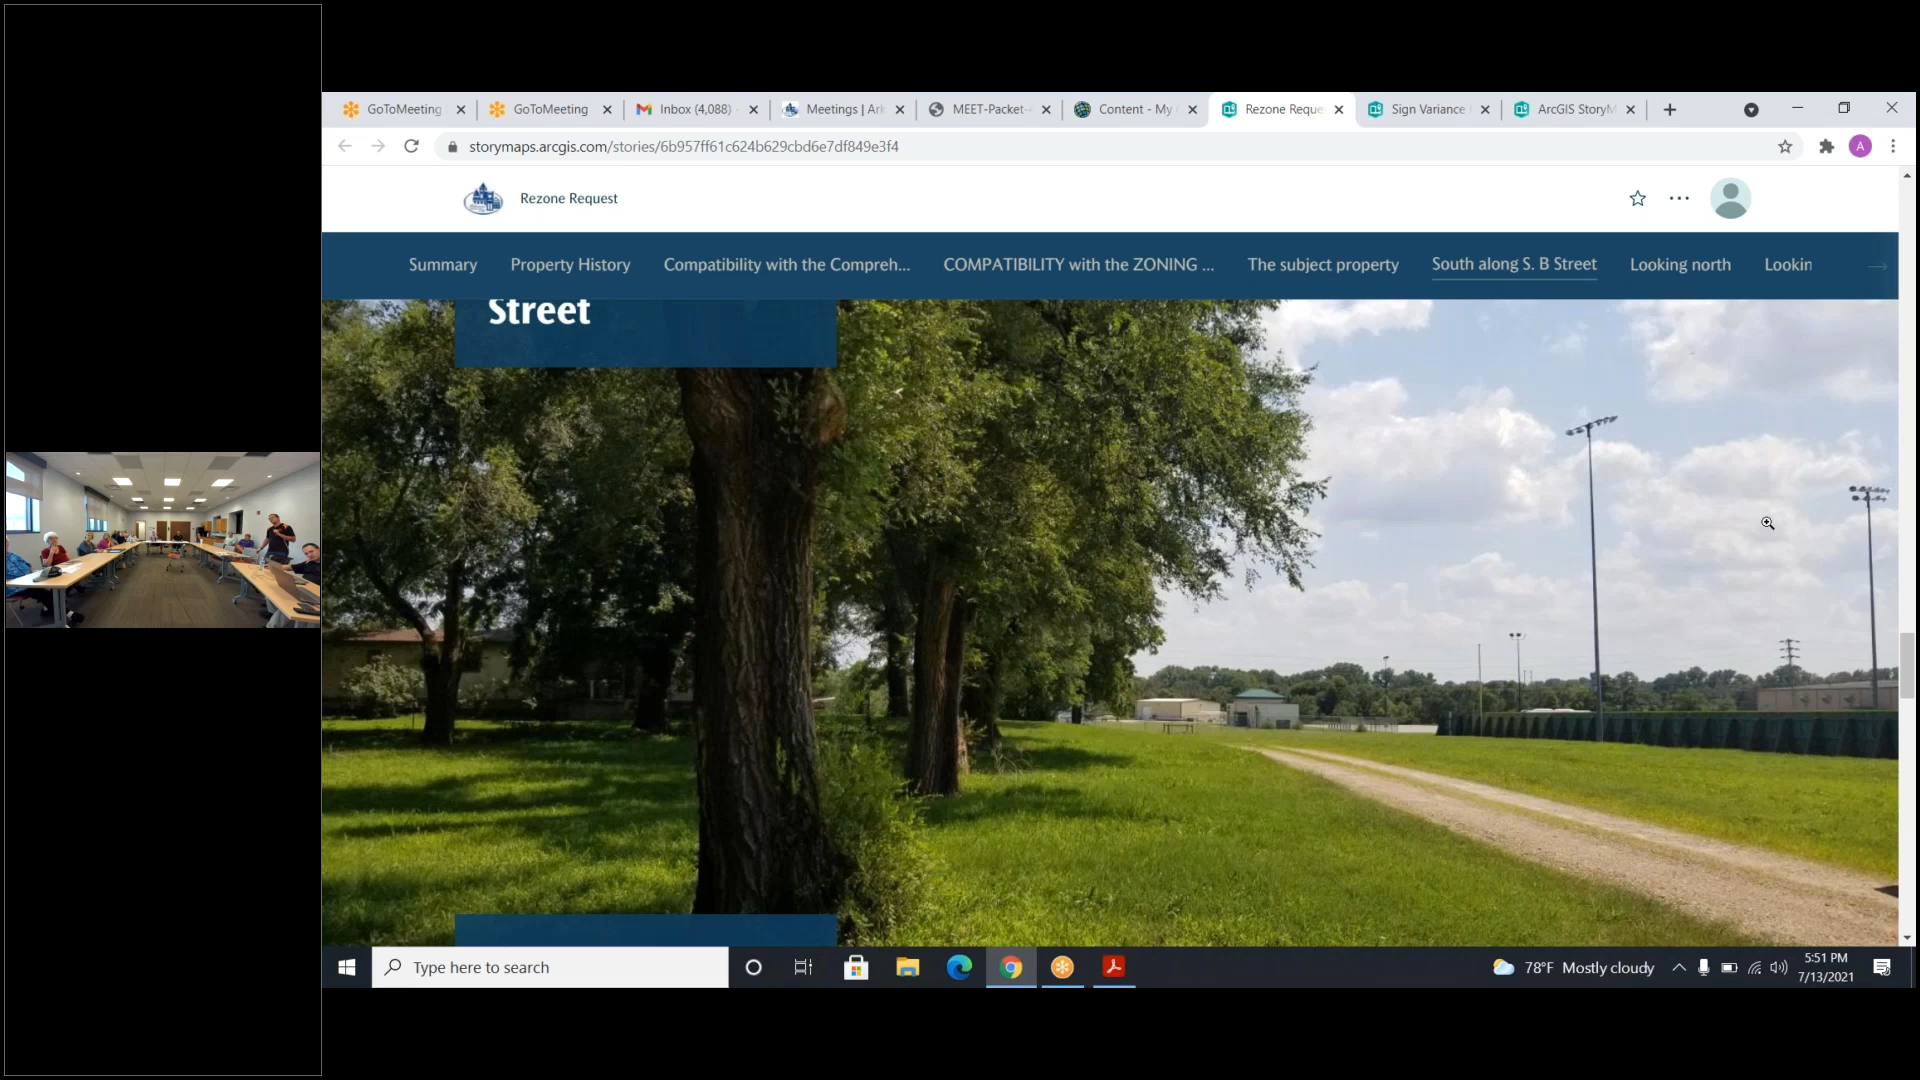 GoToMeeting
GoToMeeting
Inbox (4,088)
Meetings | Ark
MEET-Packet-
Content - My
Rezone Reque
Sign Variance
ArcGIS StoryM
storymaps.arcgis.com/stories/6b957ff61c624b629cbd6e7df849e3f4
A
Rezone Request
Summary
Property History
Compatibility with the Compreh...
COMPATIBILITY with the ZONING ...
The subject property
South along S. B Street
Looking north
Lookin
Street
Type here to search
78°F Mostly cloudy
5:51 PM
7/13/2021